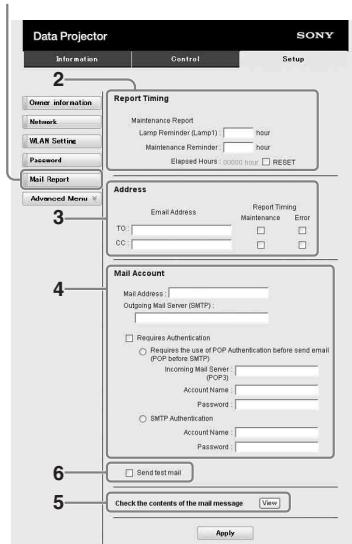 Data Projector
SONY
Information
Control
Setup
2
Owner information
Network
WLAN Setting
Password
Mail Report
Advanced Menu
Report Timing
Maintenance Report
Lamp Reminder (Lamp1) : hour
Maintenance Reminder : hour
Elapsed Hours : 00000 hour RESET
3
Address
Email Address
Report Timing
Maintenance Error
TO :
CC :
4
Mail Account
Mail Address :
Outgoing Mail Server (SMTP) :
Requires Authentication
Requires the use of POP Authentication before send email
(POP before SMTP)
Incoming Mail Server :
(POP3)
Account Name :
Password :
SMTP Authentication
Account Name :
Password :
6
Send test mail
5
Check the contents of the mail message View
Apply